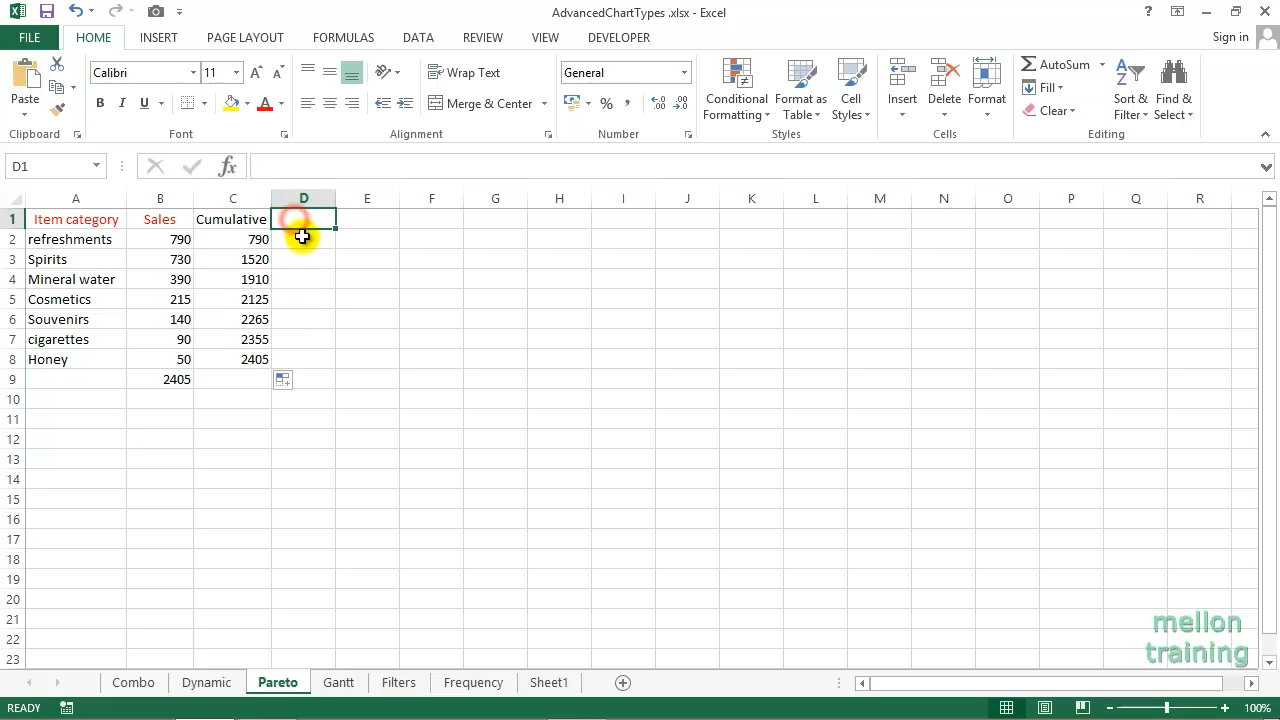 AdvancedChartTypes .xlsx - Excel
FILE HOME INSERT PAGE LAYOUT FORMULAS DATA REVIEW VIEW DEVELOPER Sign in
Paste
Clipboard
Calibri 11
B I U
Font
Wrap Text
Merge & Center
Alignment
General
Number
Conditional Formatting
Format as Table
Cell Styles
Styles
Insert Delete Format
Cells
AutoSum
Fill
Clear
Sort & Filter
Find & Select
Editing
D1
fx
A B C D E F G H I J K L M N O P Q R
1 Item category Sales Cumulative
2 refreshments 790 790
3 Spirits 730 1520
4 Mineral water 390 1910
5 Cosmetics 215 2125
6 Souvenirs 140 2265
7 cigarettes 90 2355
8 Honey 50 2405
9 2405
10
11
12
13
14
15
16
17
18
19
20
21
22
23
mellon
training
Combo Dynamic Pareto Gantt Filters Frequency Sheet1
READY 100%